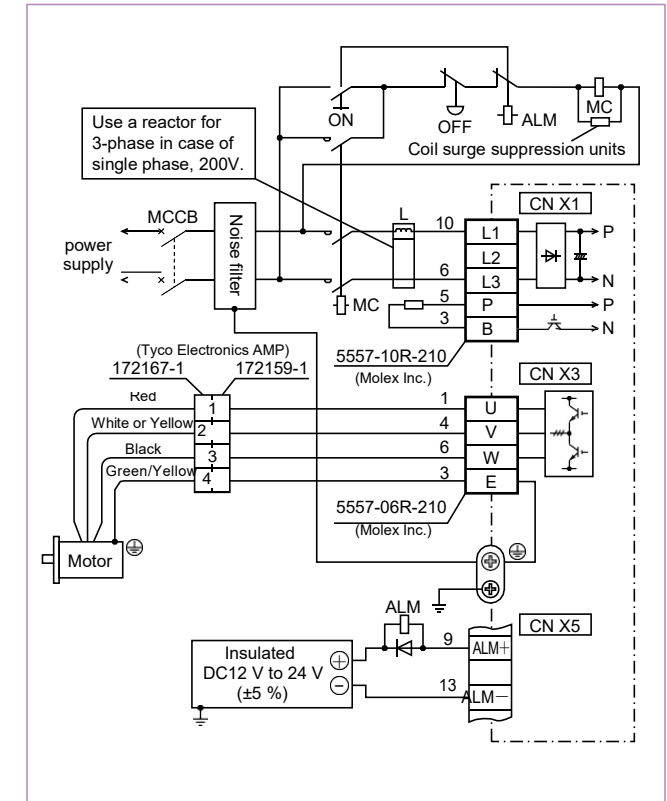 ON
OFF
ALM
MC
Coil surge suppression units
Use a reactor for
3-phase in case of
single phase, 200V.
MCCB
power
supply
Noise filter
L
MC
10
6
5
3
CN X1
L1
L2
L3
P
B
P
N
P
N
5557-10R-210
(Molex Inc.)
(Tyco Electronics AMP)
172167-1 172159-1
Red
White or Yellow
Black
Green/Yellow
1
2
3
4
1
4
6
3
CN X3
U
V
W
E
5557-06R-210
(Molex Inc.)
Motor
ALM
Insulated
DC12 V to 24 V
(±5 %)
+
−
9
13
CN X5
ALM+
ALM−